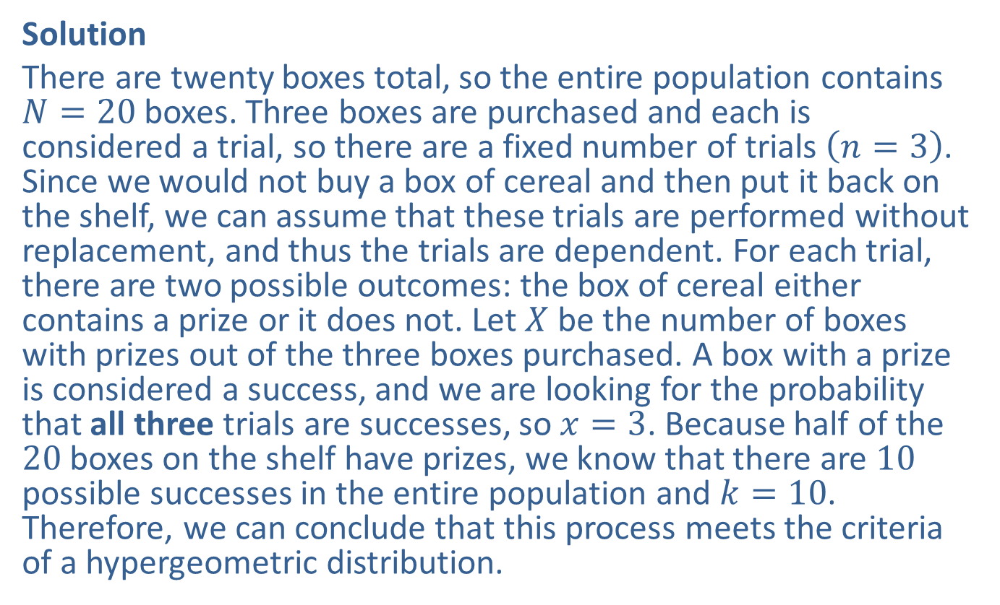 Solution
There are twenty boxes total, so the entire population contains
N = 20 boxes. Three boxes are purchased and each is
considered a trial, so there are a fixed number of trials (n = 3).
Since we would not buy a box of cereal and then put it back on
the shelf, we can assume that these trials are performed without
replacement, and thus the trials are dependent. For each trial,
there are two possible outcomes: the box of cereal either
contains a prize or it does not. Let X be the number of boxes
with prizes out of the three boxes purchased. A box with a prize
is considered a success, and we are looking for the probability
that all three trials are successes, so x = 3. Because half of the
20 boxes on the shelf have prizes, we know that there are 10
possible successes in the entire population and k = 10.
Therefore, we can conclude that this process meets the criteria
of a hypergeometric distribution.